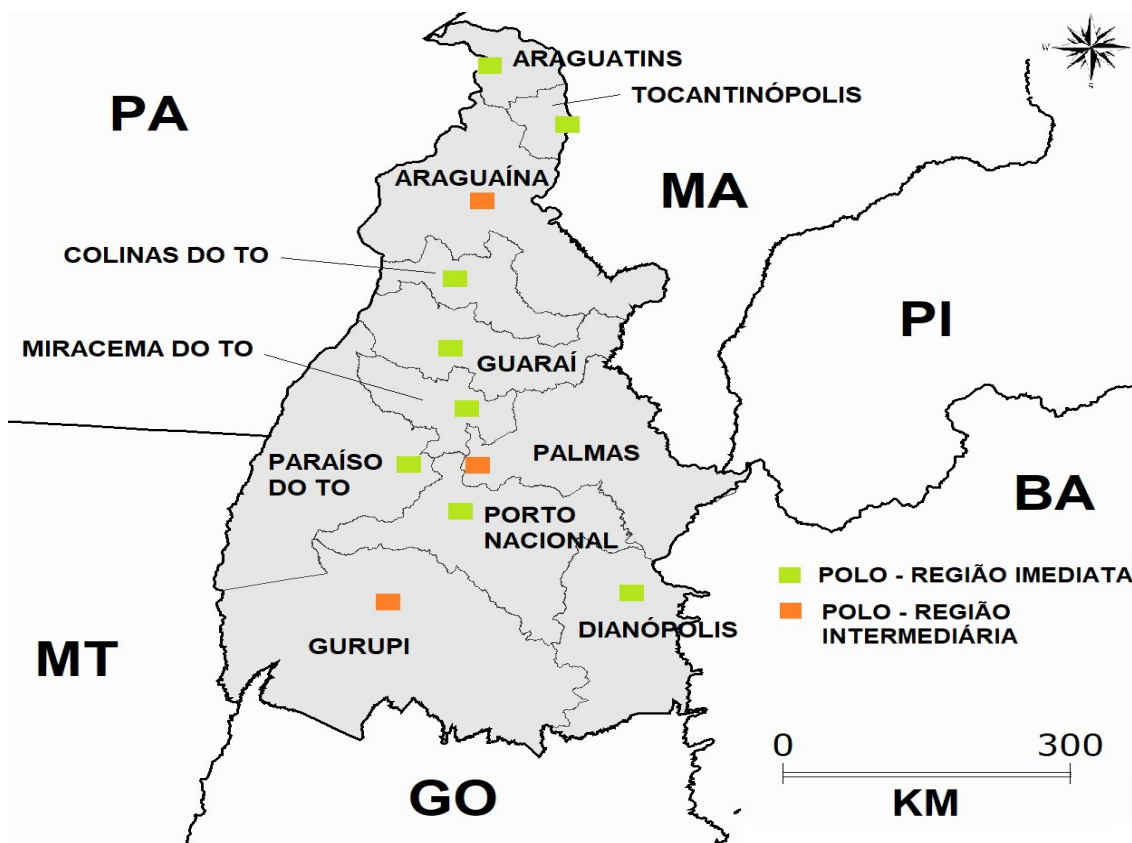 ARAGUATINS
TOCANTINÓPOLIS
PA
W
S
ARAGUAÍNA
MA
COLINAS DO TO
PI
MIRACEMA DO TO
GUARAÍ
PARAÍSO
DO TO
PALMAS
BA
PORTO
NACIONAL
POLO - REGIÃO IMEDIATA
POLO - REGIÃO
INTERMEDIÁRIA
DIANÓPOLIS
GURUPI
MT
0 300
KM
GO